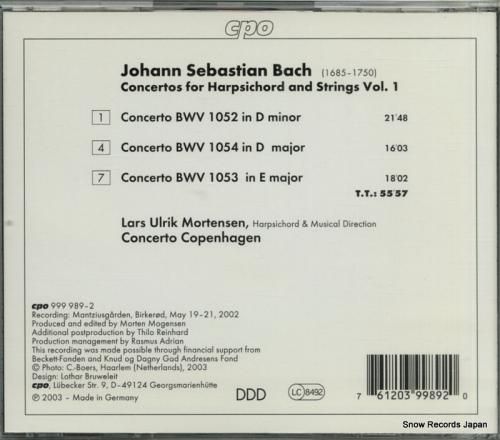 cpo
Johann Sebastian Bach (1685-1750)
Concertos for Harpsichord and Strings Vol. 1
1 Concerto BWV 1052 in D minor 21'48
4 Concerto BWV 1054 in D major 16'03
7 Concerto BWV 1053 in E major 18'02
T.T.: 55'57
Lars Ulrik Mortensen, Harpsichord & Musical Direction
Concerto Copenhagen
cpo 999 989-2
Recording: Mantziusgården, Birkerød, May 19-21, 2002
Produced and edited by Morten Mogensen
Additional postproduction by Thilo Reinhard
Production management by Rasmus Adrian
This recording was made possible through financial support from
Beckett-Fonden and Knud og Dagny Gad Andresens Fond
© Photo: C.-Boers, Haarlem (Netherlands), 2003
Design: Lothar Bruweleit
cpo, Lübecker Str. 9, D-49124 Georgsmarienhütte
℗ 2003 – Made in Germany
DDD
LC 8492
7 61203 99892 0
Snow Records Japan